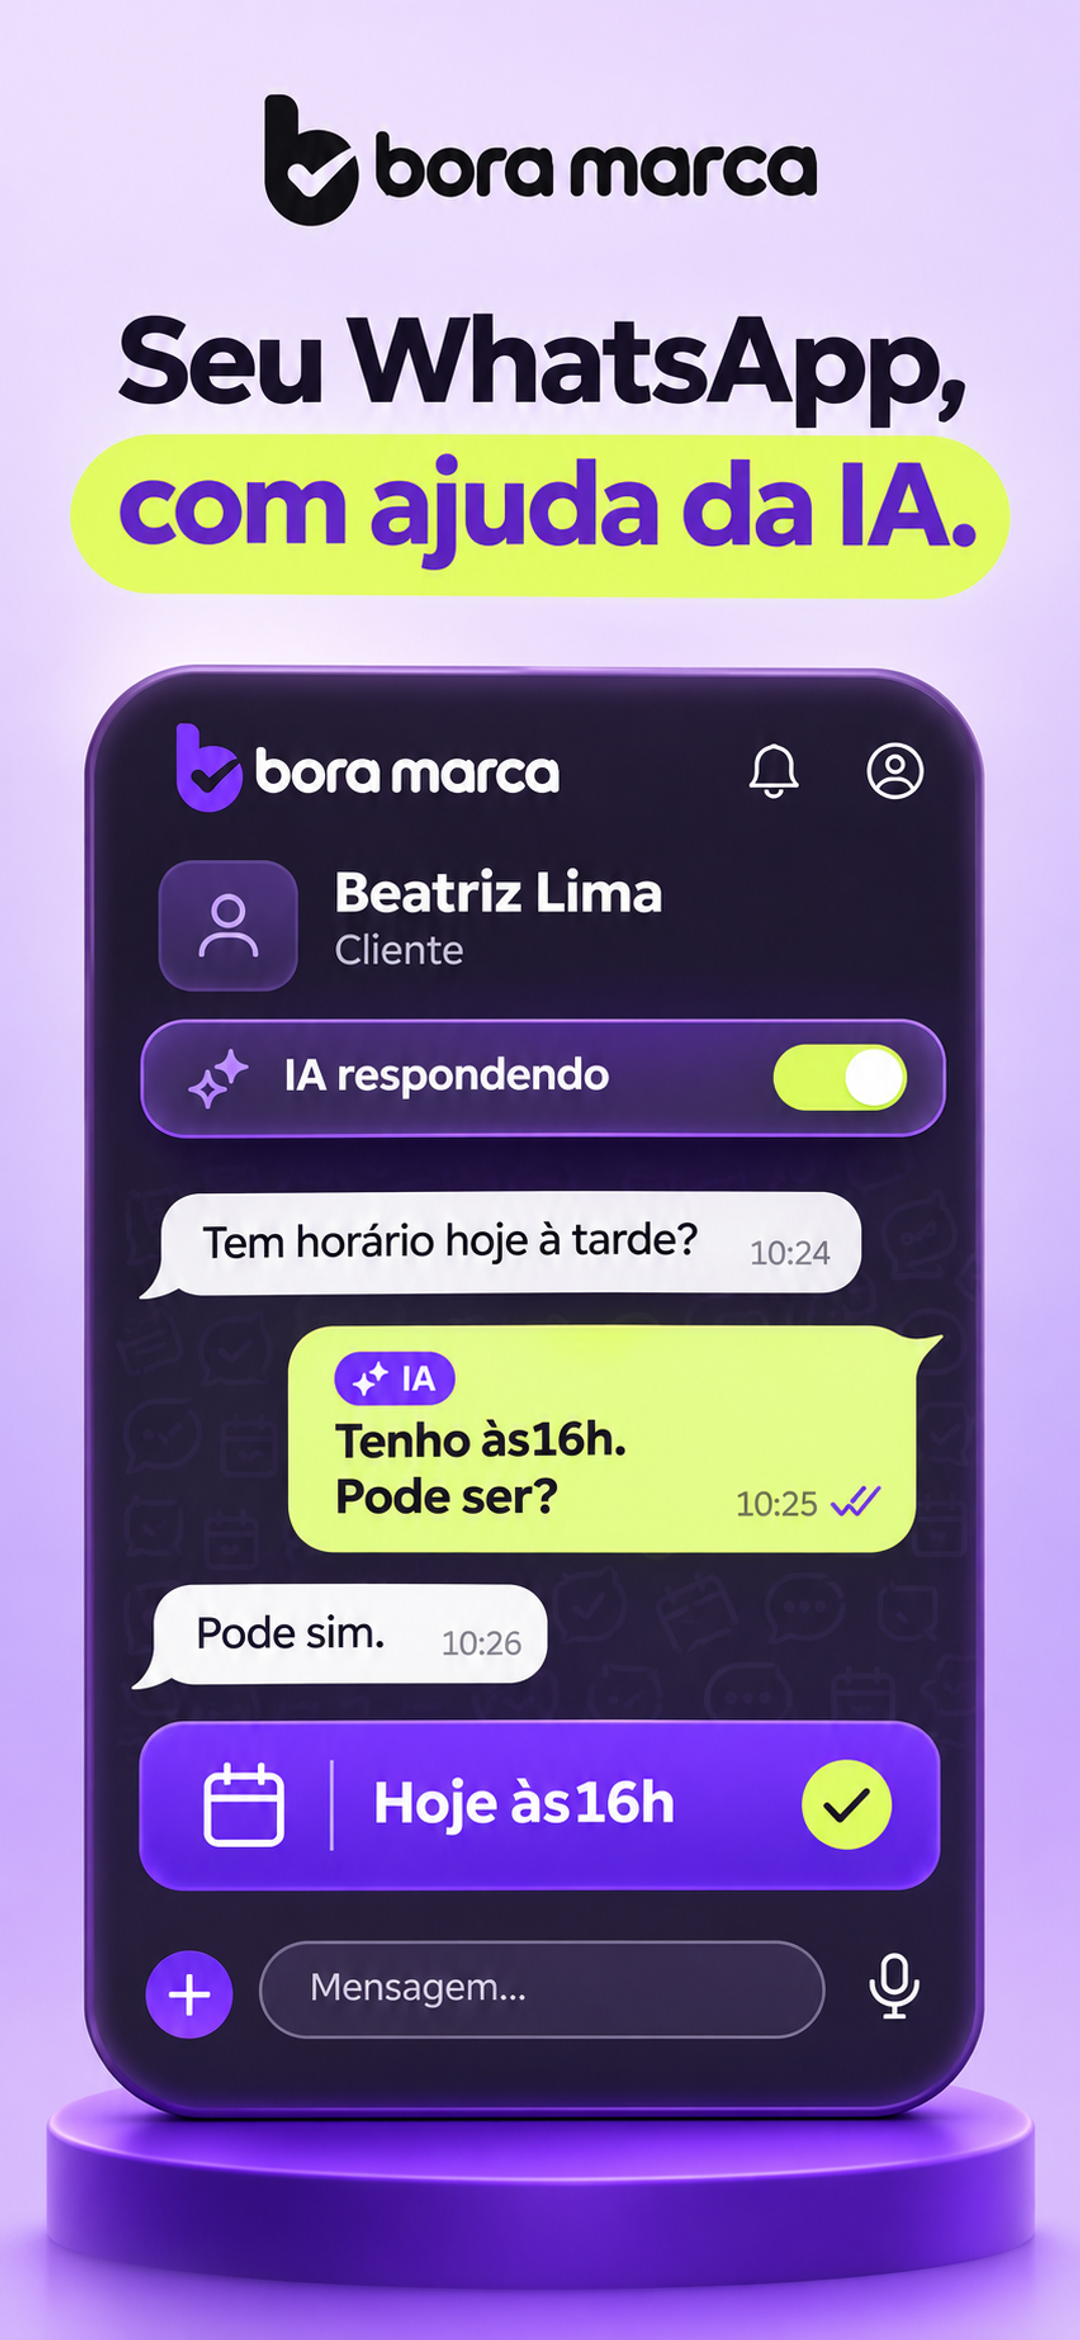 bora marca
Seu WhatsApp,
com ajuda da IA.
bora marca
Beatriz Lima
Cliente
IA respondendo
Tem horário hoje à tarde? 10:24
IA
Tenho às16h.
Pode ser? 10:25
Pode sim. 10:26
Hoje às16h
Mensagem...